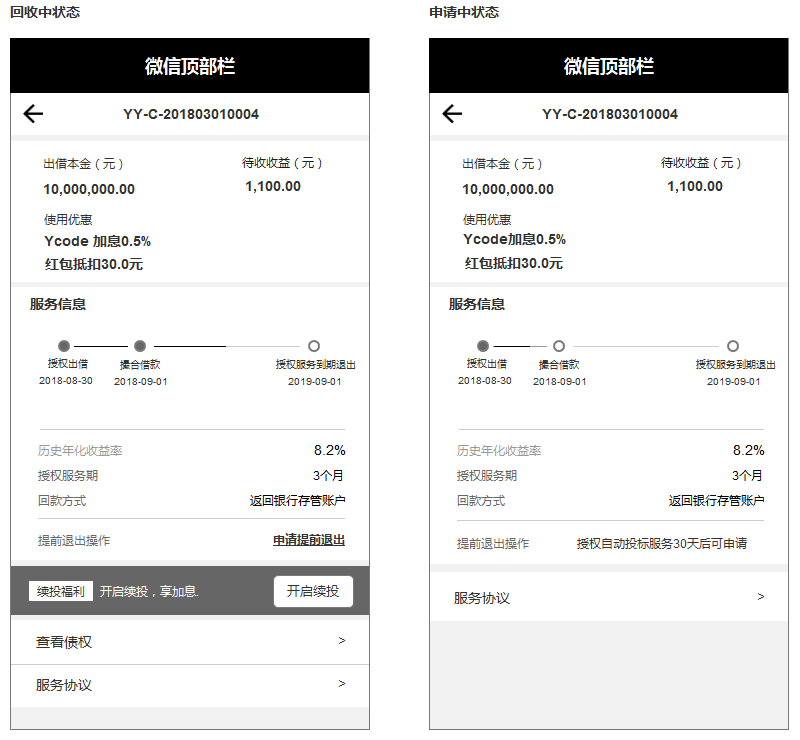 回收中状态
微信顶部栏
YY-C-201803010004
出借本金（元）
待收收益（元）
10,000,000.00
1,100.00
使用优惠
Ycode 加息0.5%
红包抵扣30.0元
服务信息
授权出借
撮合借款
授权服务到期退出
2018-08-30
2018-09-01
2019-09-01
历史年化收益率
8.2%
授权服务期
3个月
回款方式
返回银行存管账户
提前退出操作
申请提前退出
续投福利
开启续投，享加息.
开启续投
查看债权
>
服务协议
>
申请中状态
微信顶部栏
YY-C-201803010004
出借本金（元）
待收收益（元）
10,000,000.00
1,100.00
使用优惠
Ycode加息0.5%
红包抵扣30.0元
服务信息
授权出借
撮合借款
授权服务到期退出
2018-08-30
2018-09-01
2019-09-01
历史年化收益率
8.2%
授权服务期
3个月
回款方式
返回银行存管账户
提前退出操作
授权自动投标服务30天后可申请
服务协议
>